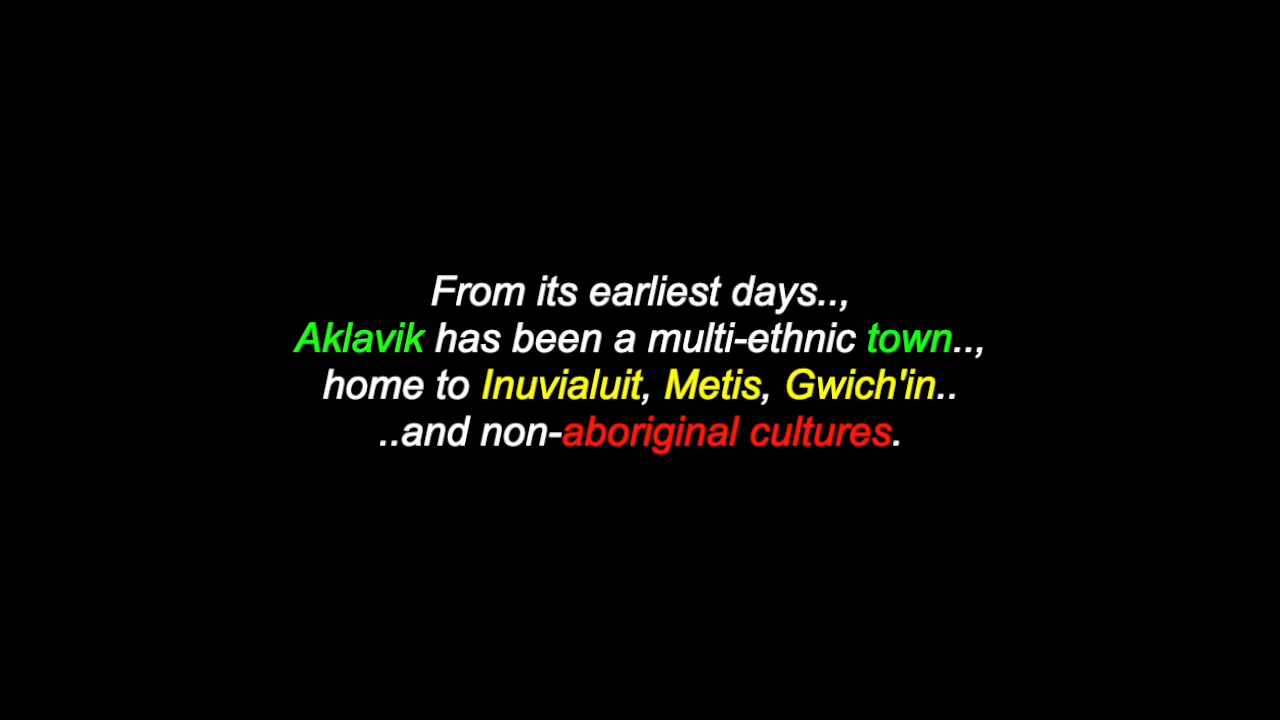 From its earliest days..,
Aklavik has been a multi-ethnic town..,
home to Inuvialuit, Metis, Gwich'in..
..and non-aboriginal cultures.